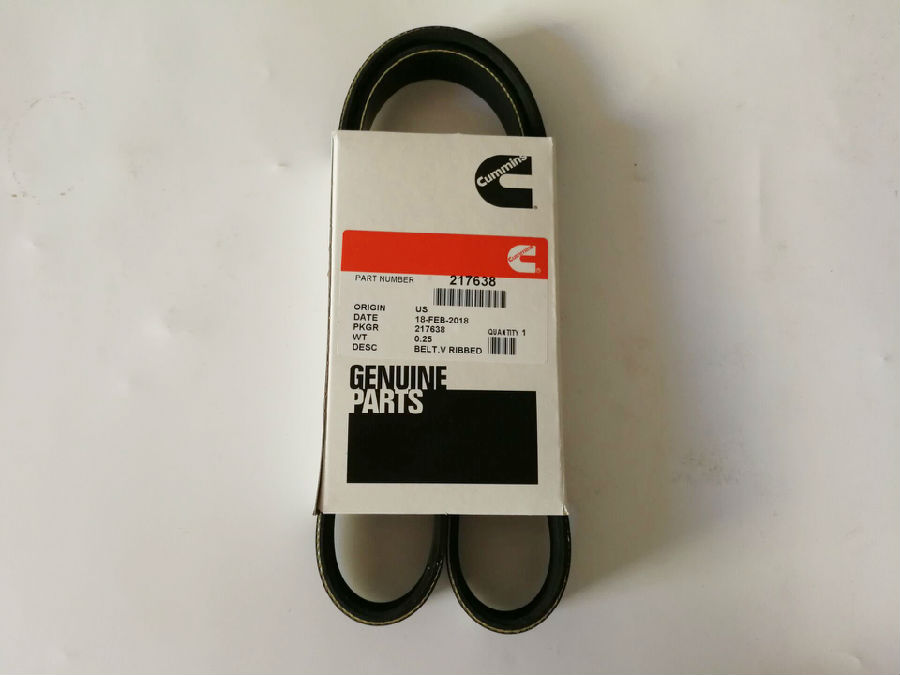 Cummins
®
Cummins
®
PART NUMBER 217638
ORIGIN US
DATE 18-FEB-2018
PKGR 217638 QUANTITY 1
WT 0.25
DESC BELT,V RIBBED
GENUINE
PARTS